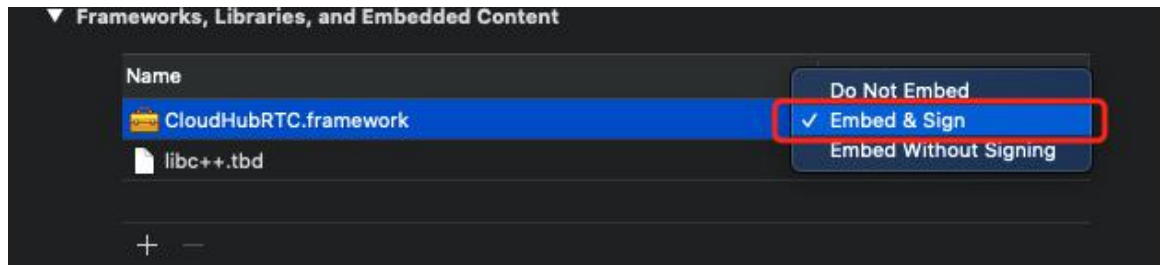 Frameworks, Libraries, and Embedded Content
Name
Do Not Embed
CloudHubRTC.framework
✓ Embed & Sign
libc++.tbd
Embed Without Signing